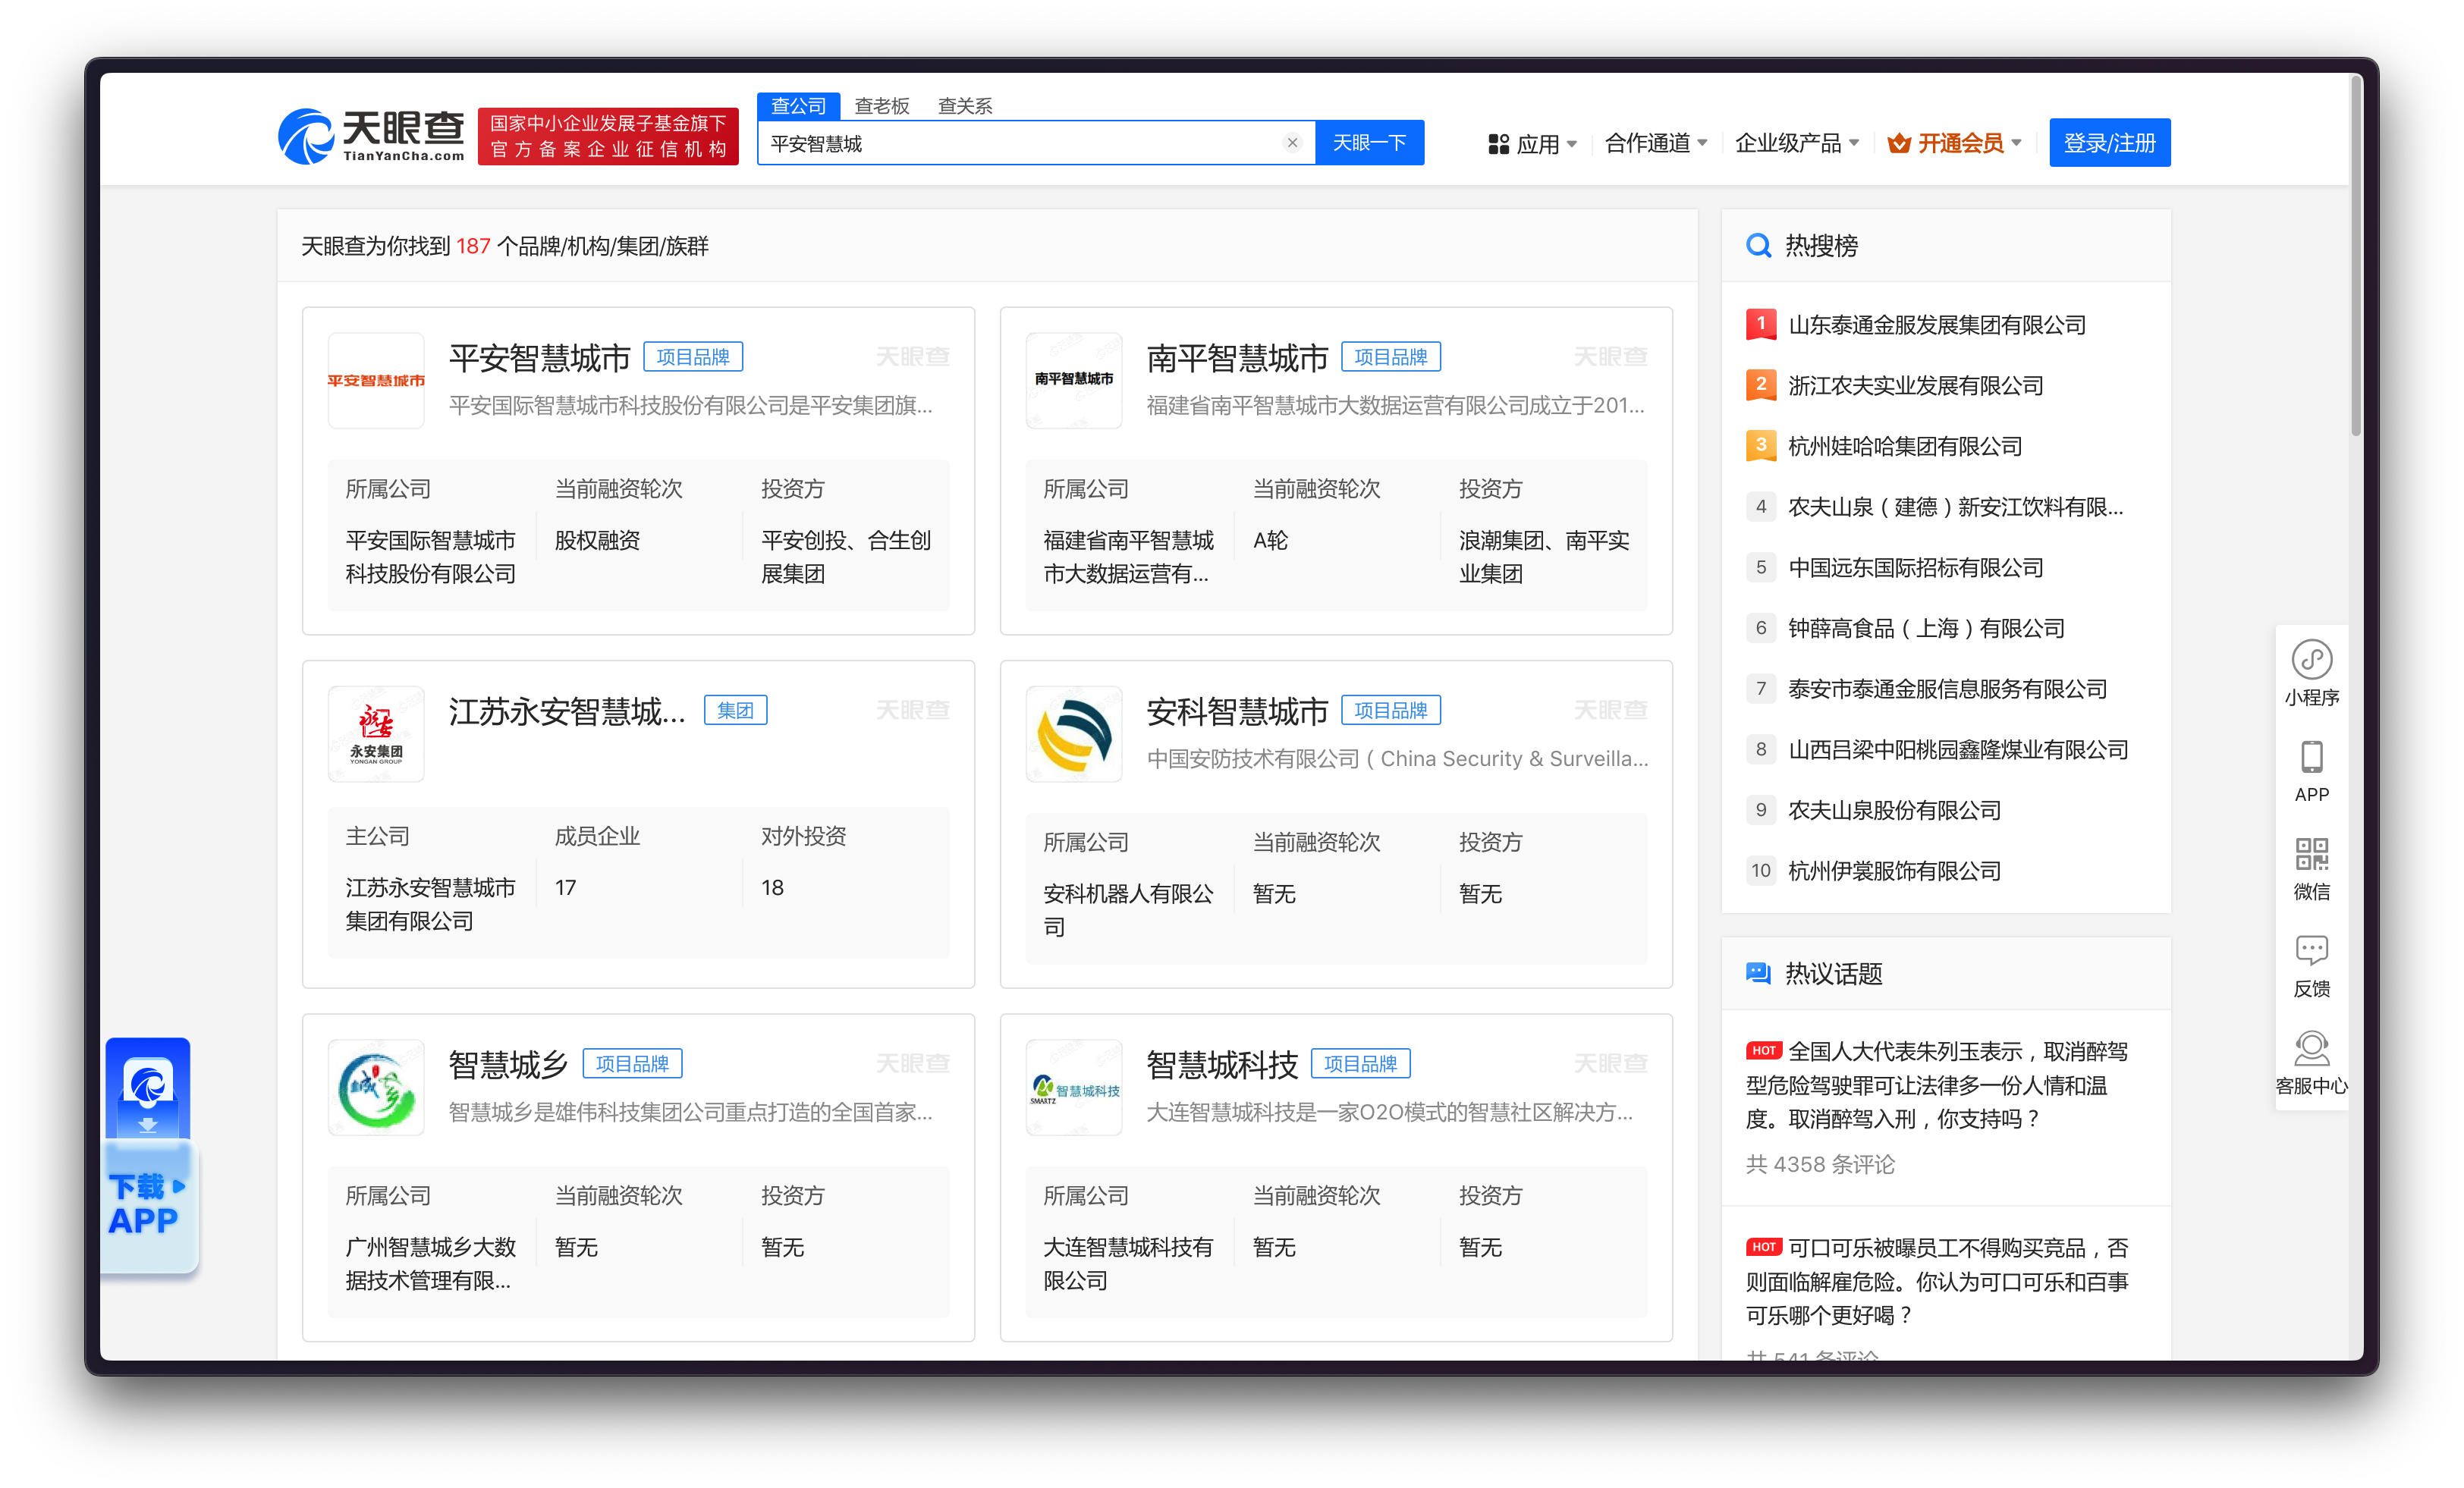 天眼查
TianYanCha.com
国家中小企业发展子基金旗下
官方备案企业征信机构
查公司 查老板 查关系
平安智慧城
天眼一下
应用 合作通道 企业级产品 开通会员 登录/注册
天眼查为你找到 187 个品牌/机构/集团/族群
平安智慧城市
平安智慧城市 项目品牌
天眼查
平安国际智慧城市科技股份有限公司是平安集团旗...
所属公司 当前融资轮次 投资方
平安国际智慧城市 股权融资 平安创投、合生创
科技股份有限公司 展集团
南平智慧城市
南平智慧城市 项目品牌
天眼查
福建省南平智慧城市大数据运营有限公司成立于201...
所属公司 当前融资轮次 投资方
福建省南平智慧城 A轮 浪潮集团、南平实
市大数据运营有... 业集团
永安集团
YONGAN GROUP
江苏永安智慧城... 集团
天眼查
主公司 成员企业 对外投资
江苏永安智慧城市 17 18
集团有限公司
安科智慧城市 项目品牌
天眼查
中国安防技术有限公司（China Security & Surveilla...
所属公司 当前融资轮次 投资方
安科机器人有限公 暂无 暂无
司
智慧城乡 项目品牌
天眼查
智慧城乡是雄伟科技集团公司重点打造的全国首家...
所属公司 当前融资轮次 投资方
广州智慧城乡大数 暂无 暂无
据技术管理有限...
智慧城科技
SMARTZ
智慧城科技 项目品牌
天眼查
大连智慧城科技是一家O2O模式的智慧社区解决方...
所属公司 当前融资轮次 投资方
大连智慧城科技有 暂无 暂无
限公司
热搜榜
1 山东泰通金服发展集团有限公司
2 浙江农夫实业发展有限公司
3 杭州娃哈哈集团有限公司
4 农夫山泉（建德）新安江饮料有限...
5 中国远东国际招标有限公司
6 钟薛高食品（上海）有限公司
7 泰安市泰通金服信息服务有限公司
8 山西吕梁中阳桃园鑫隆煤业有限公司
9 农夫山泉股份有限公司
10 杭州伊裳服饰有限公司
热议话题
HOT 全国人大代表朱列玉表示，取消醉驾
型危险驾驶罪可让法律多一份人情和温
度。取消醉驾入刑，你支持吗？
共 4358 条评论
HOT 可口可乐被曝员工不得购买竞品，否
则面临解雇危险。你认为可口可乐和百事
可乐哪个更好喝？
共 541 条评论
下载
APP
小程序
APP
微信
反馈
客服中心